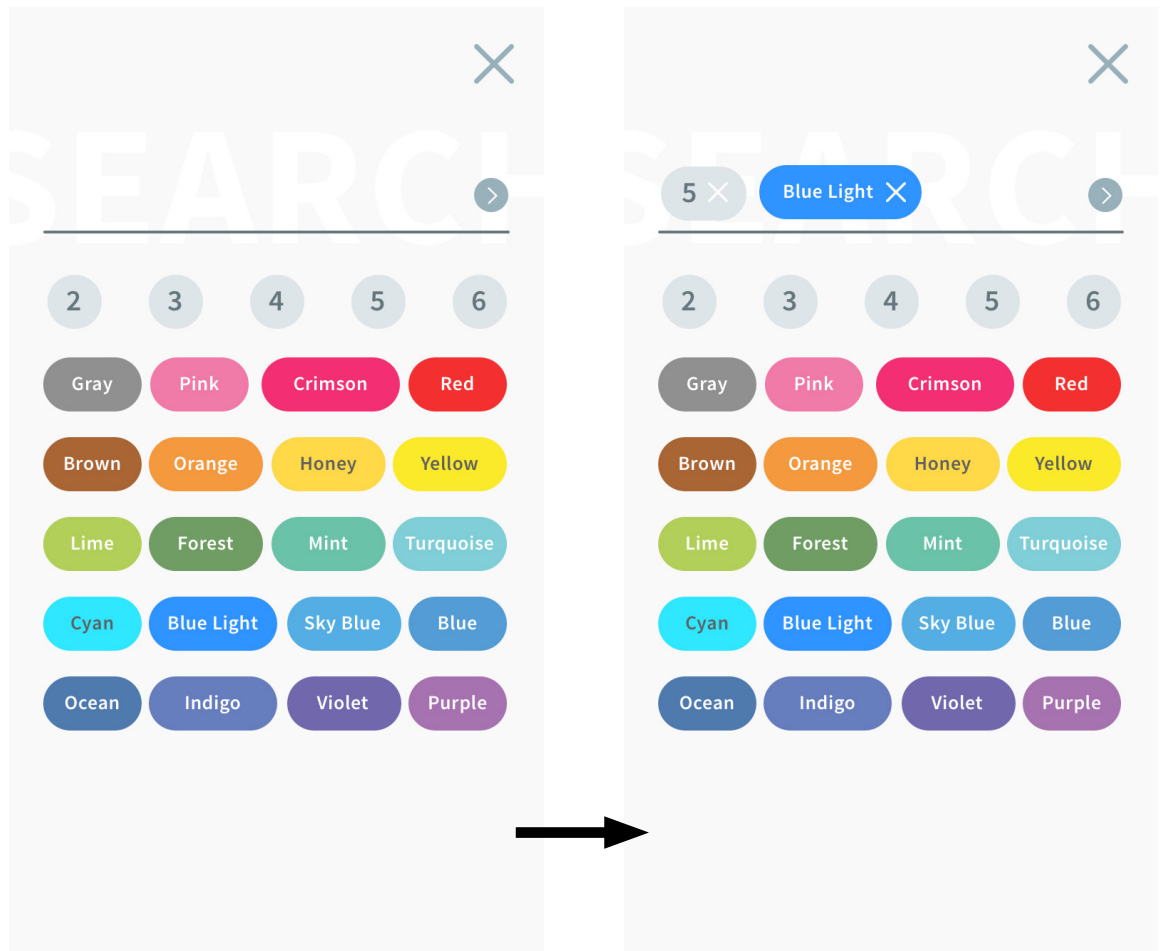 SEARCH
2 3 4 5 6
Gray Pink Crimson Red
Brown Orange Honey Yellow
Lime Forest Mint Turquoise
Cyan Blue Light Sky Blue Blue
Ocean Indigo Violet Purple
SEARCH
5 Blue Light
2 3 4 5 6
Gray Pink Crimson Red
Brown Orange Honey Yellow
Lime Forest Mint Turquoise
Cyan Blue Light Sky Blue Blue
Ocean Indigo Violet Purple